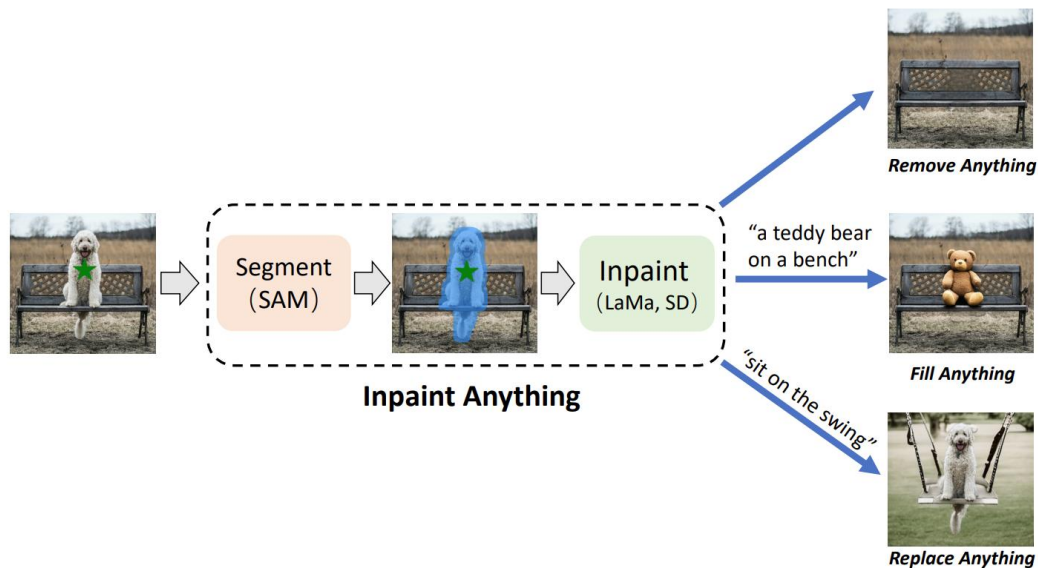 Remove Anything
Segment
(SAM)
Inpaint
(LaMa, SD)
“a teddy bear
on a bench”
Inpaint Anything
Fill Anything
“sit on the swing”
Replace Anything